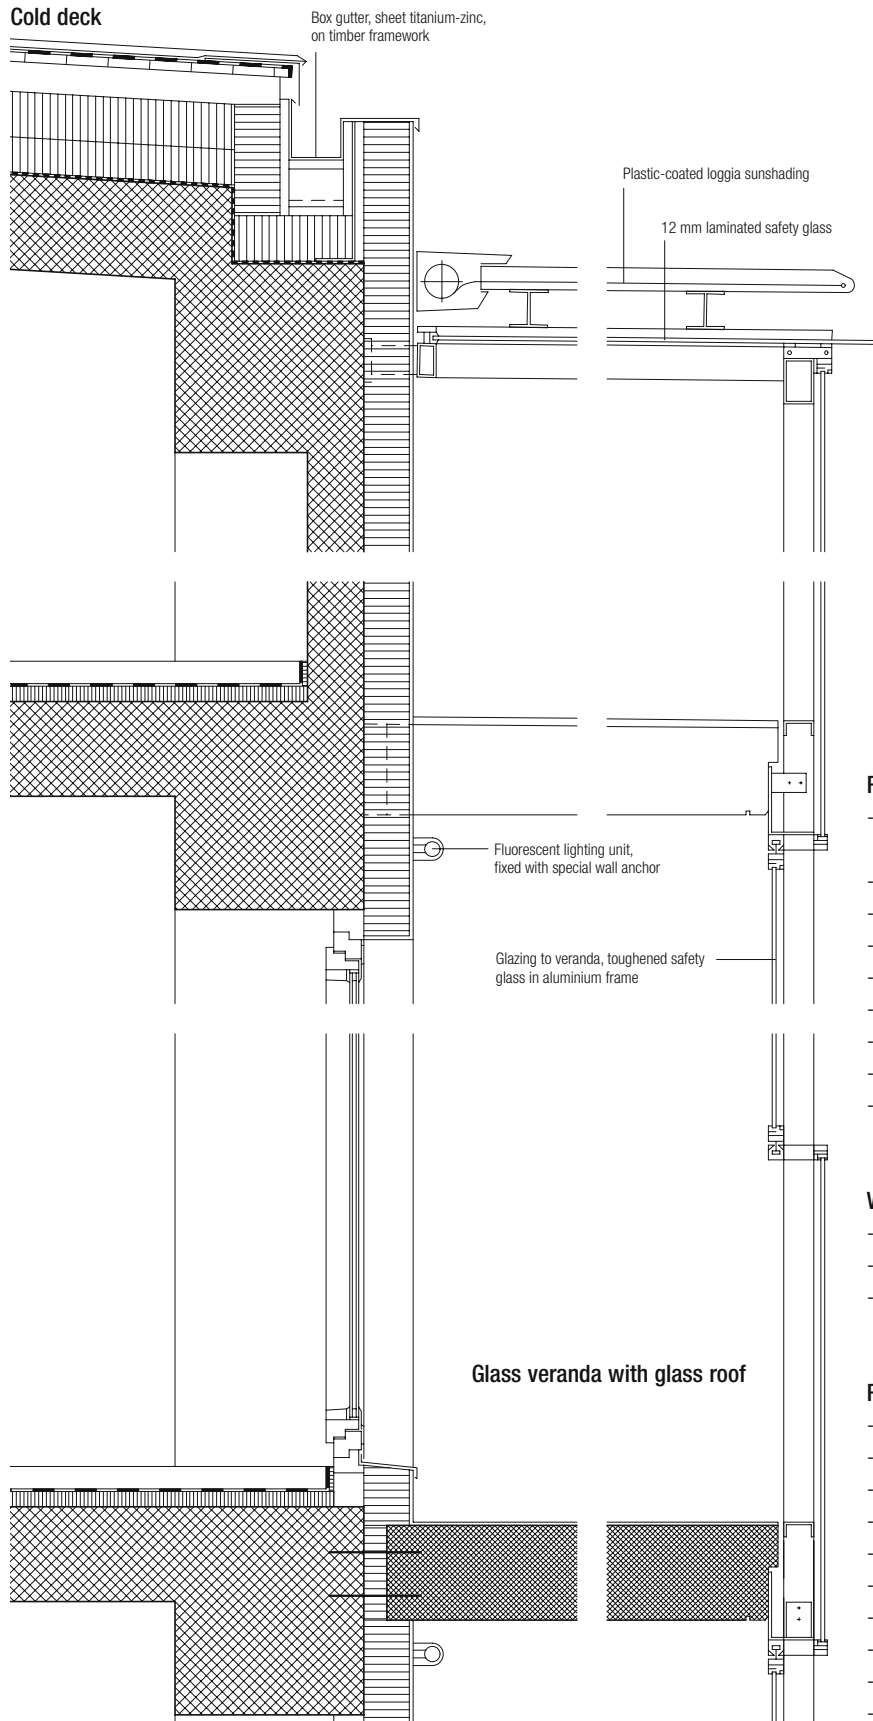 Cold deck
Box gutter, sheet titanium-zinc,
on timber framework
Plastic-coated loggia sunshading
12 mm laminated safety glass
Fluorescent lighting unit,
fixed with special wall anchor
Glazing to veranda, toughened safety
glass in aluminium frame
Glass veranda with glass roof